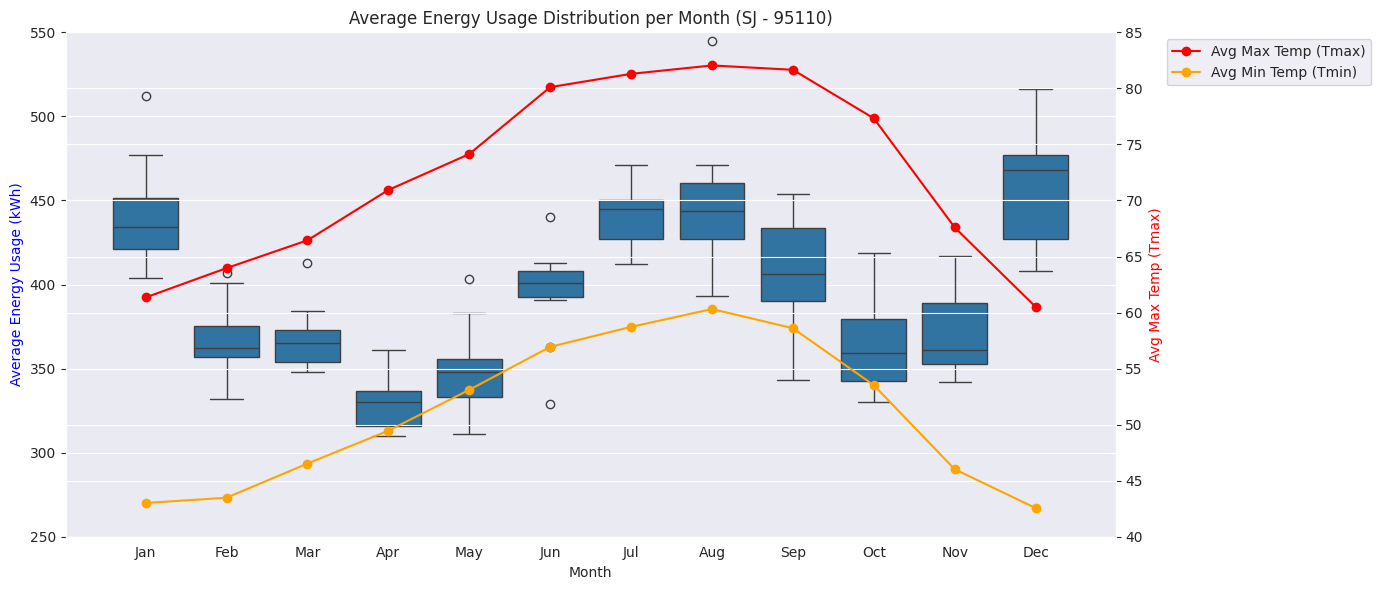 Average Energy Usage Distribution per Month (SJ - 95110)
Avg Max Temp (Tmax)
Avg Min Temp (Tmin)
Average Energy Usage (kWh)
550
500
450
400
350
300
250
85
80
75
70
65
60
55
50
45
40
Avg Max Temp (Tmax)
Jan Feb Mar Apr May Jun Jul Aug Sep Oct Nov Dec
Month